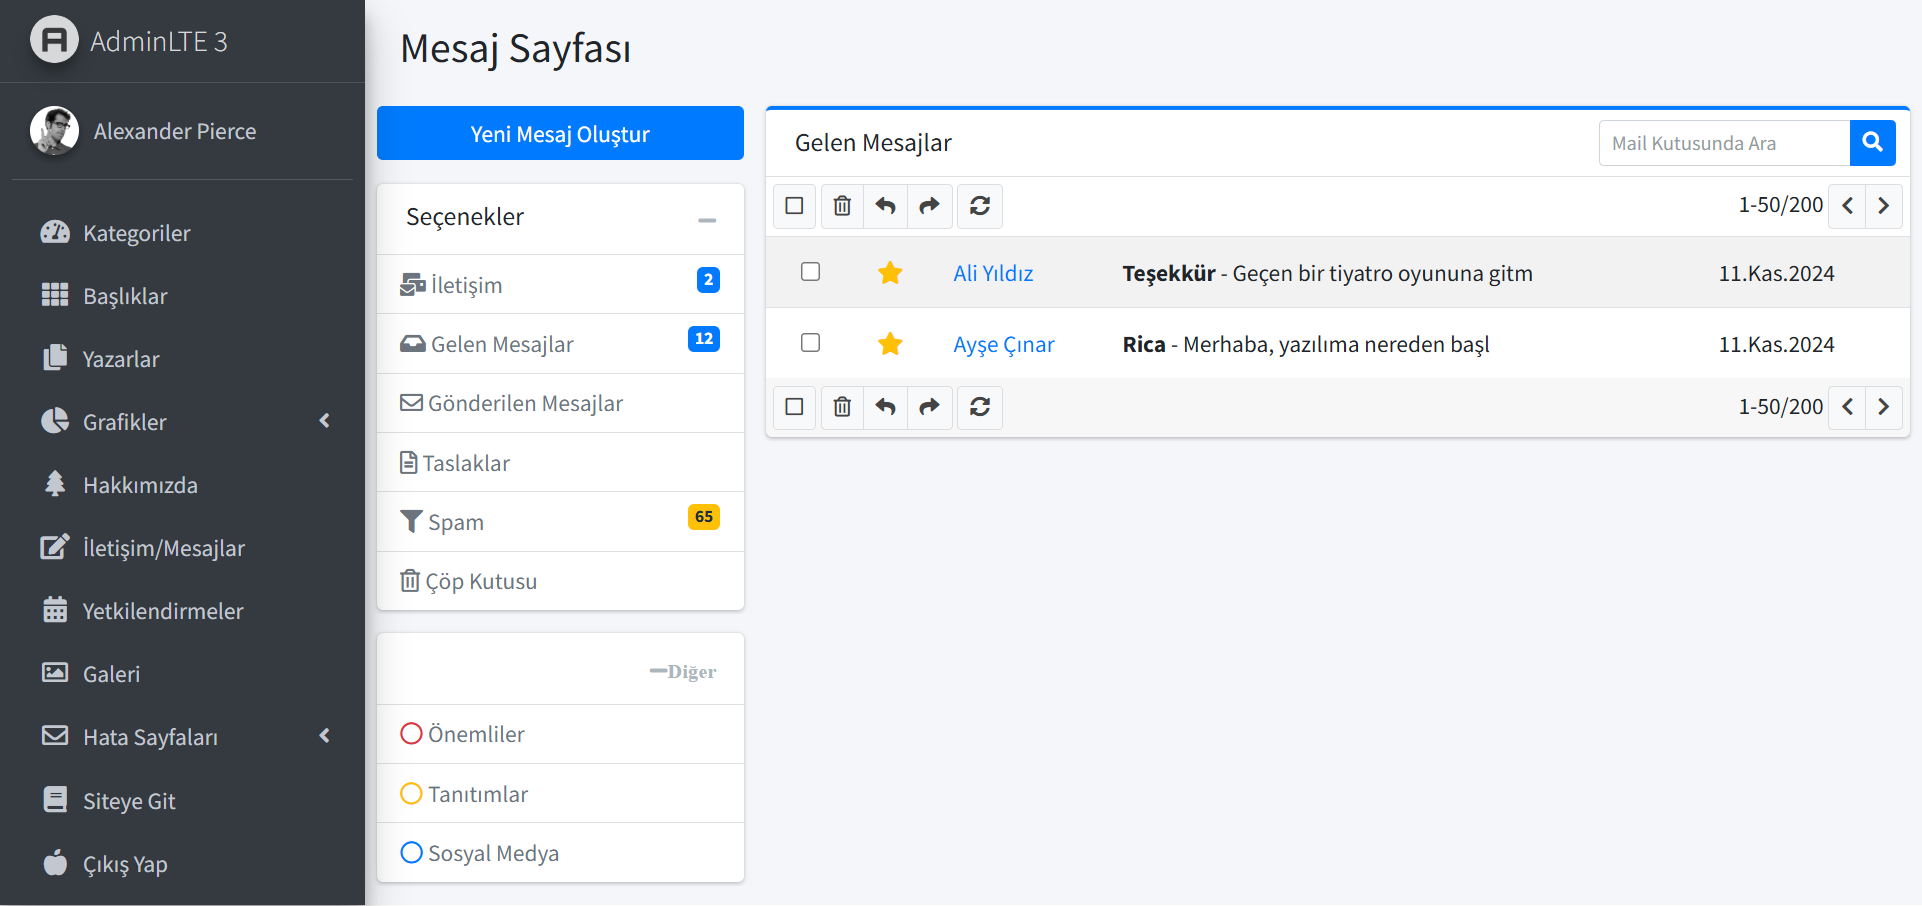 AdminLTE 3
Alexander Pierce
Kategoriler
Başlıklar
Yazarlar
Grafikler
Hakkımızda
İletişim/Mesajlar
Yetkilendirmeler
Galeri
Hata Sayfaları
Siteye Git
Çıkış Yap
Mesaj Sayfası
Yeni Mesaj Oluştur
Seçenekler
İletişim 2
Gelen Mesajlar 12
Gönderilen Mesajlar
Taslaklar
Spam 65
Çöp Kutusu
Diğer
Önemliler
Tanıtımlar
Sosyal Medya
Gelen Mesajlar
Mail Kutusunda Ara
1-50/200
Ali Yıldız Teşekkür - Geçen bir tiyatro oyununa gitm 11.Kas.2024
Ayşe Çınar Rica - Merhaba, yazılıma nereden başl 11.Kas.2024
1-50/200